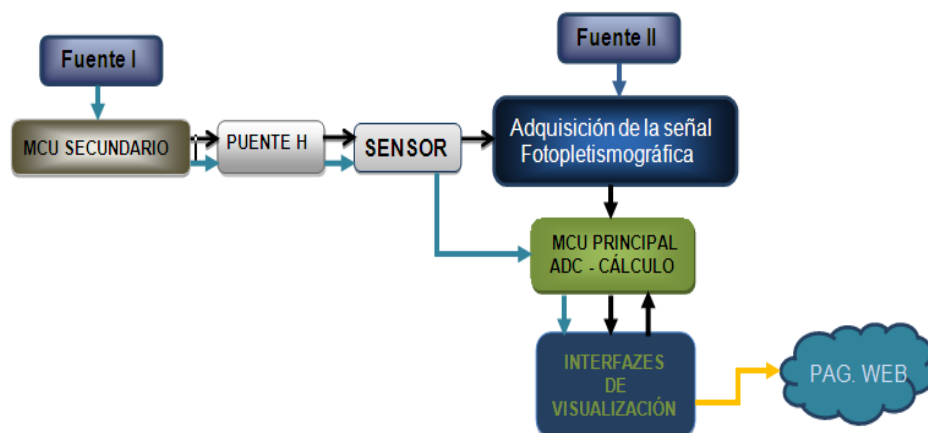 Fuente I
Fuente II
MCU SECUNDARIO
PUENTE H
SENSOR
Adquisición de la señal
Fotopletismográfica
MCU PRINCIPAL
ADC - CÁLCULO
INTERFAZES
DE
VISUALIZACIÓN
PAG. WEB